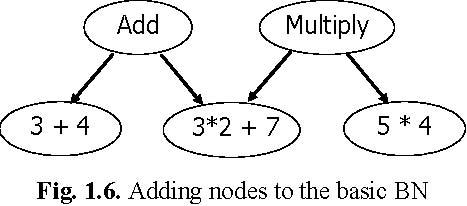 Add Multiply
3 + 4 3*2 + 7 5 * 4
Fig. 1.6. Adding nodes to the basic BN